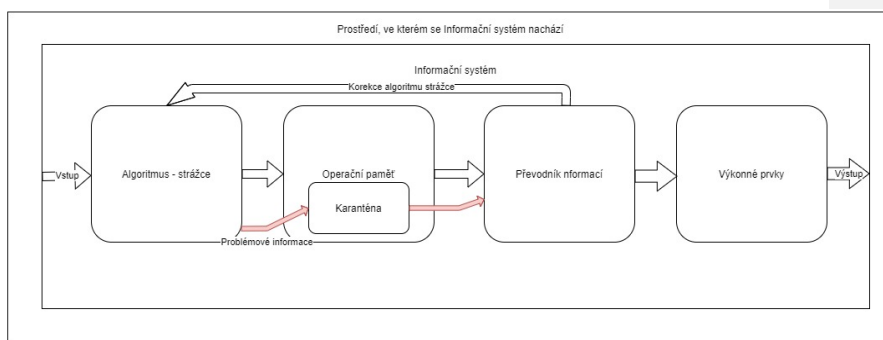 Prostředí, ve kterém se Informační systém nachází
Informační systém
Korekce algoritmu strážce
Vstup
Algoritmus - strážce
Operační paměť
Karanténa
Problémové informace
Převodník nformací
Výkonné prvky
Výstup